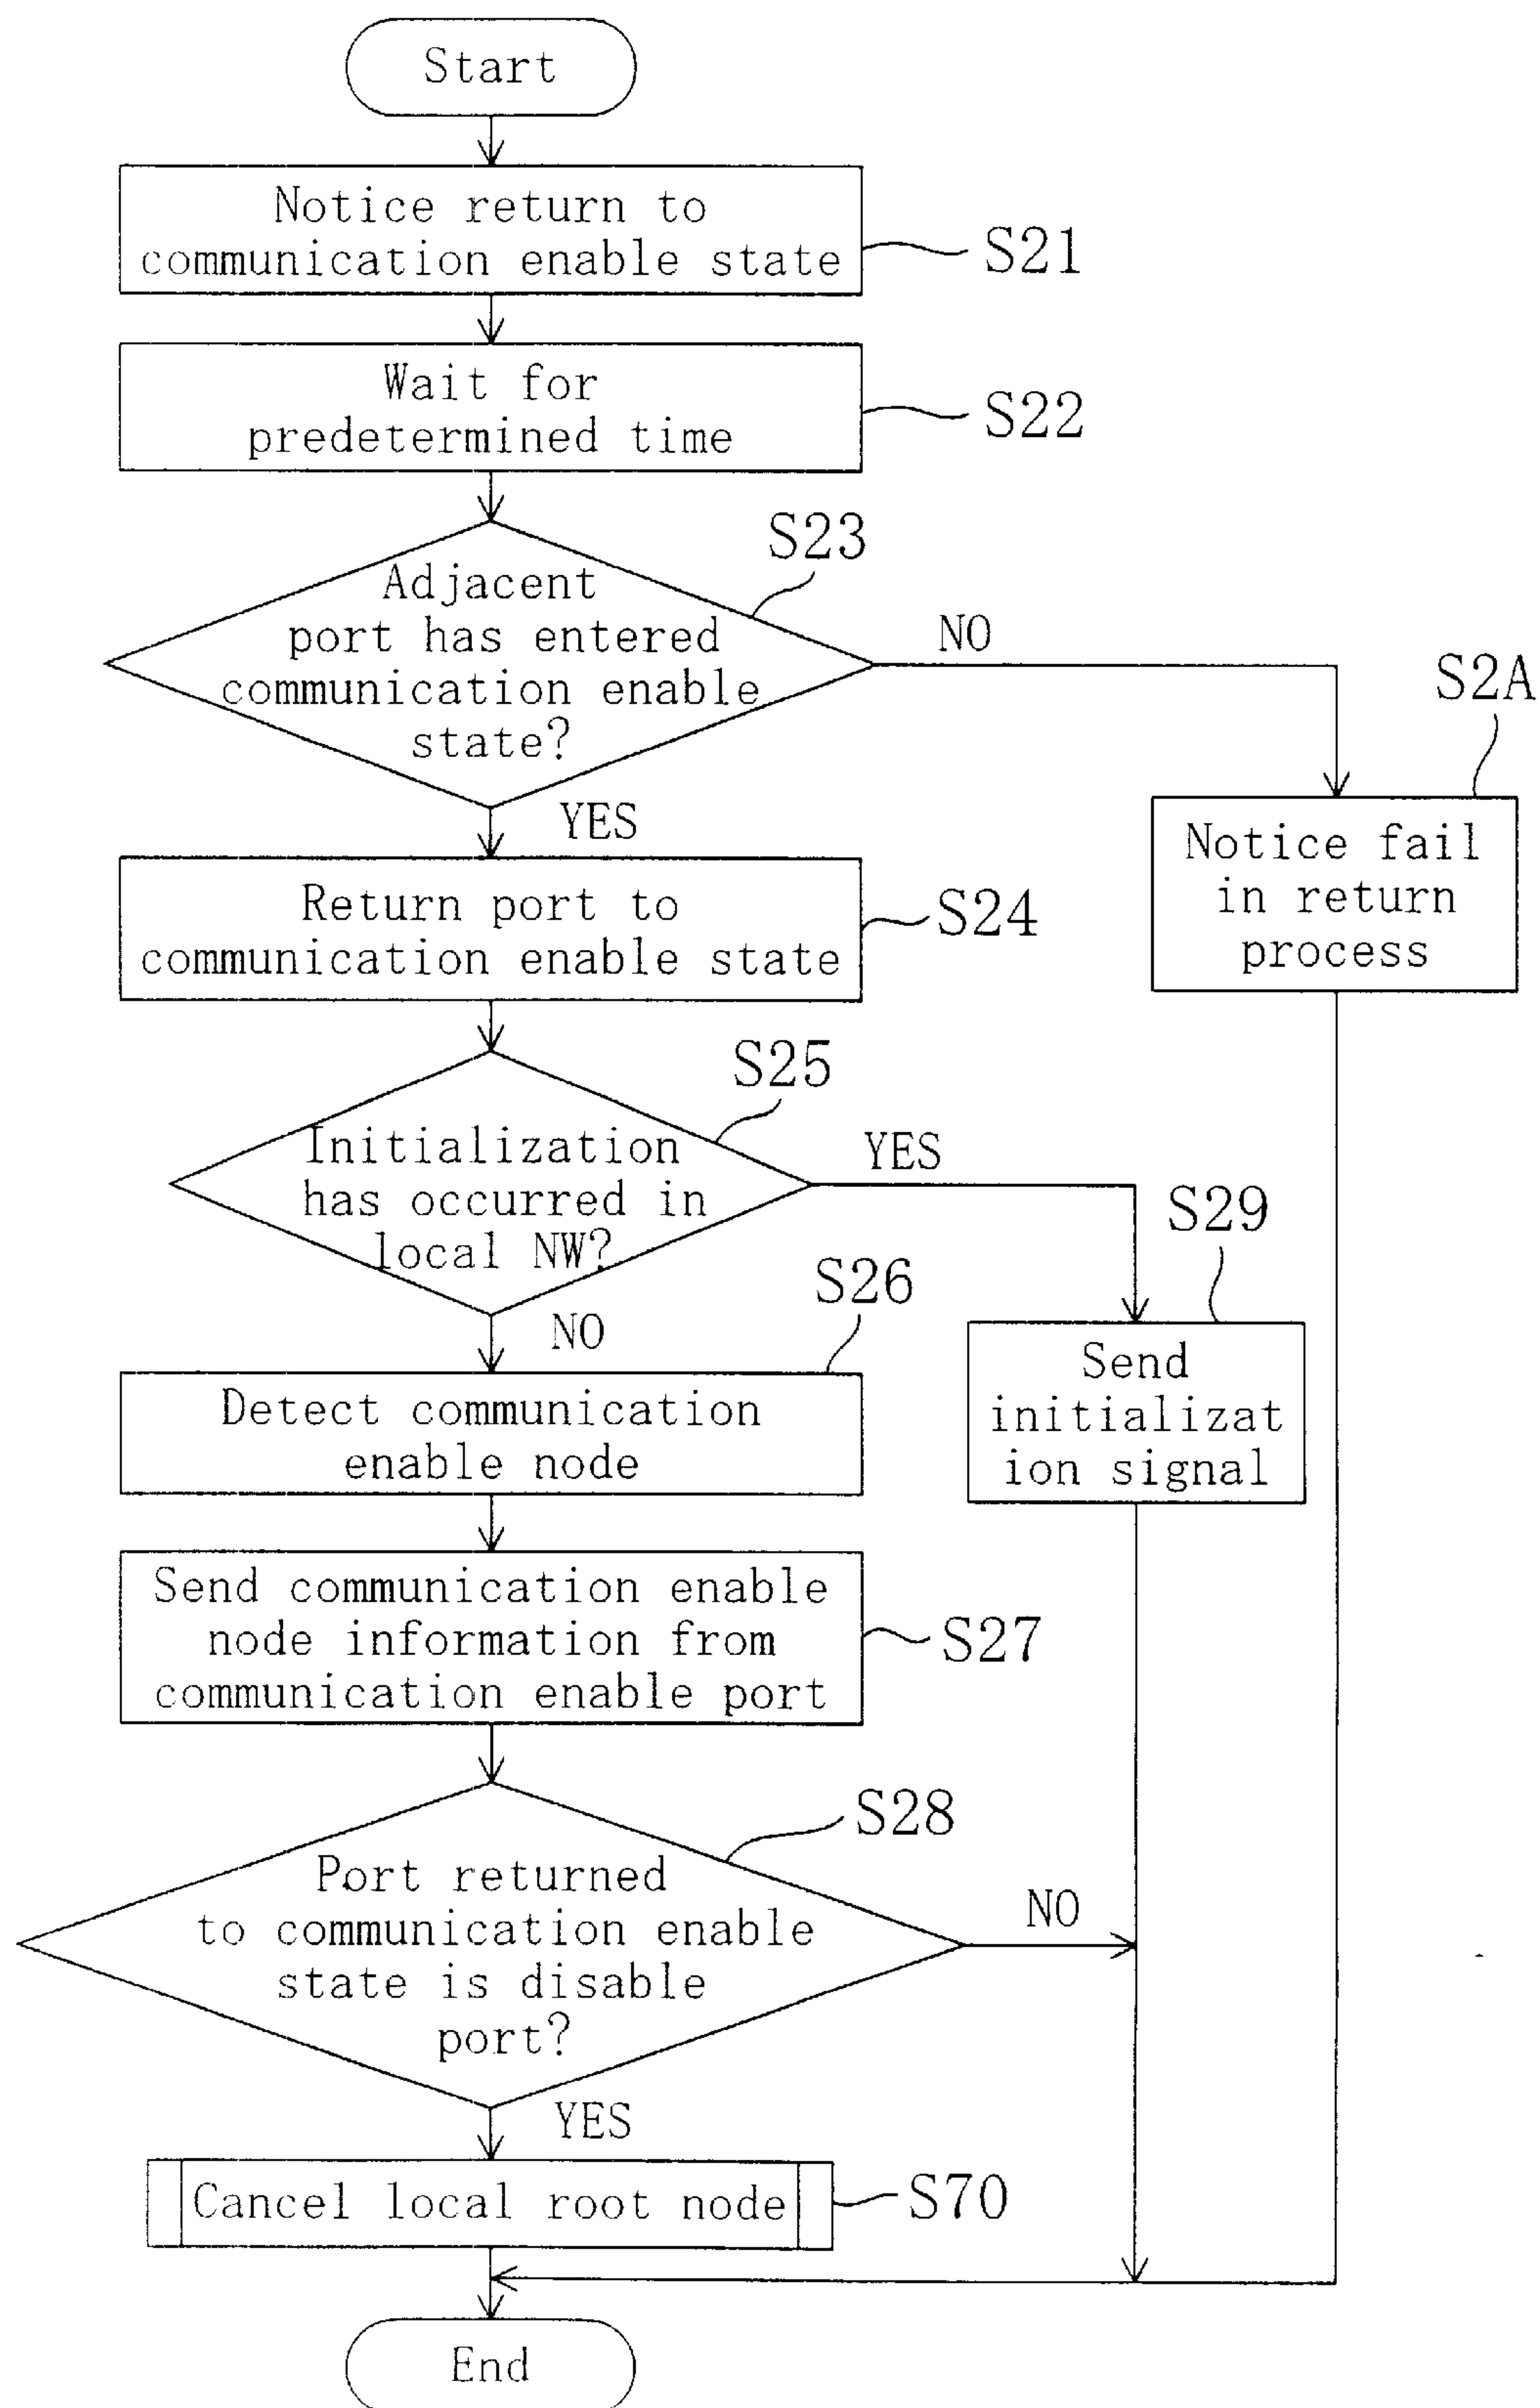 Start
Notice return to
communication enable state
S21
Wait for
predetermined time
S22
S23
Adjacent
port has entered
communication enable
state?
NO
YES
S2A
Notice fail
in return
process
Return port to
communication enable state
S24
S25
Initialization
has occurred in
local NW?
YES
NO
S29
Send
initializat
ion signal
S26
Detect communication
enable node
Send communication enable
node information from
communication enable port
S27
S28
Port returned
to communication enable
state is disable
port?
NO
YES
Cancel local root node
S70
End